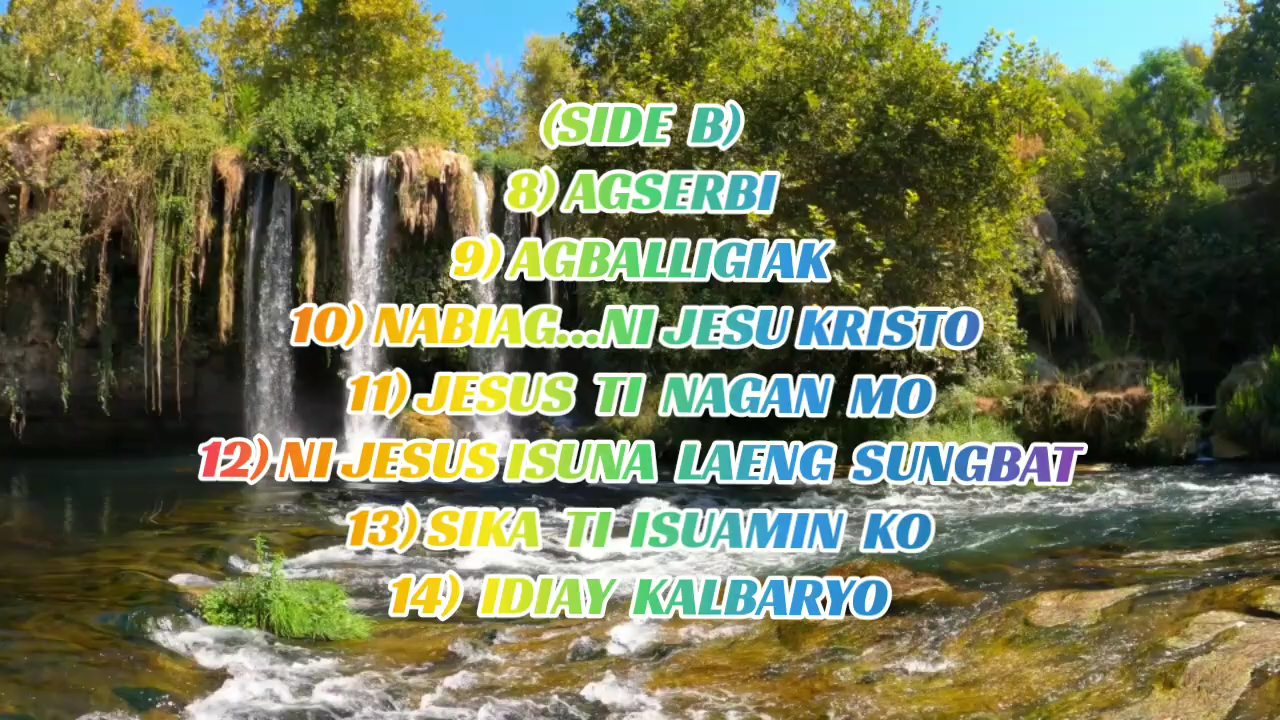 (SIDE B)
8) AGSERBI
9) AGBALLIGIAK
10) NABIAG...NI JESU KRISTO
11) JESUS TI NAGAN MO
12) NI JESUS ISUNA LAENG SUNGBAT
13) SIKA TI ISUAMIN KO
14) IDIAY KALBARYO